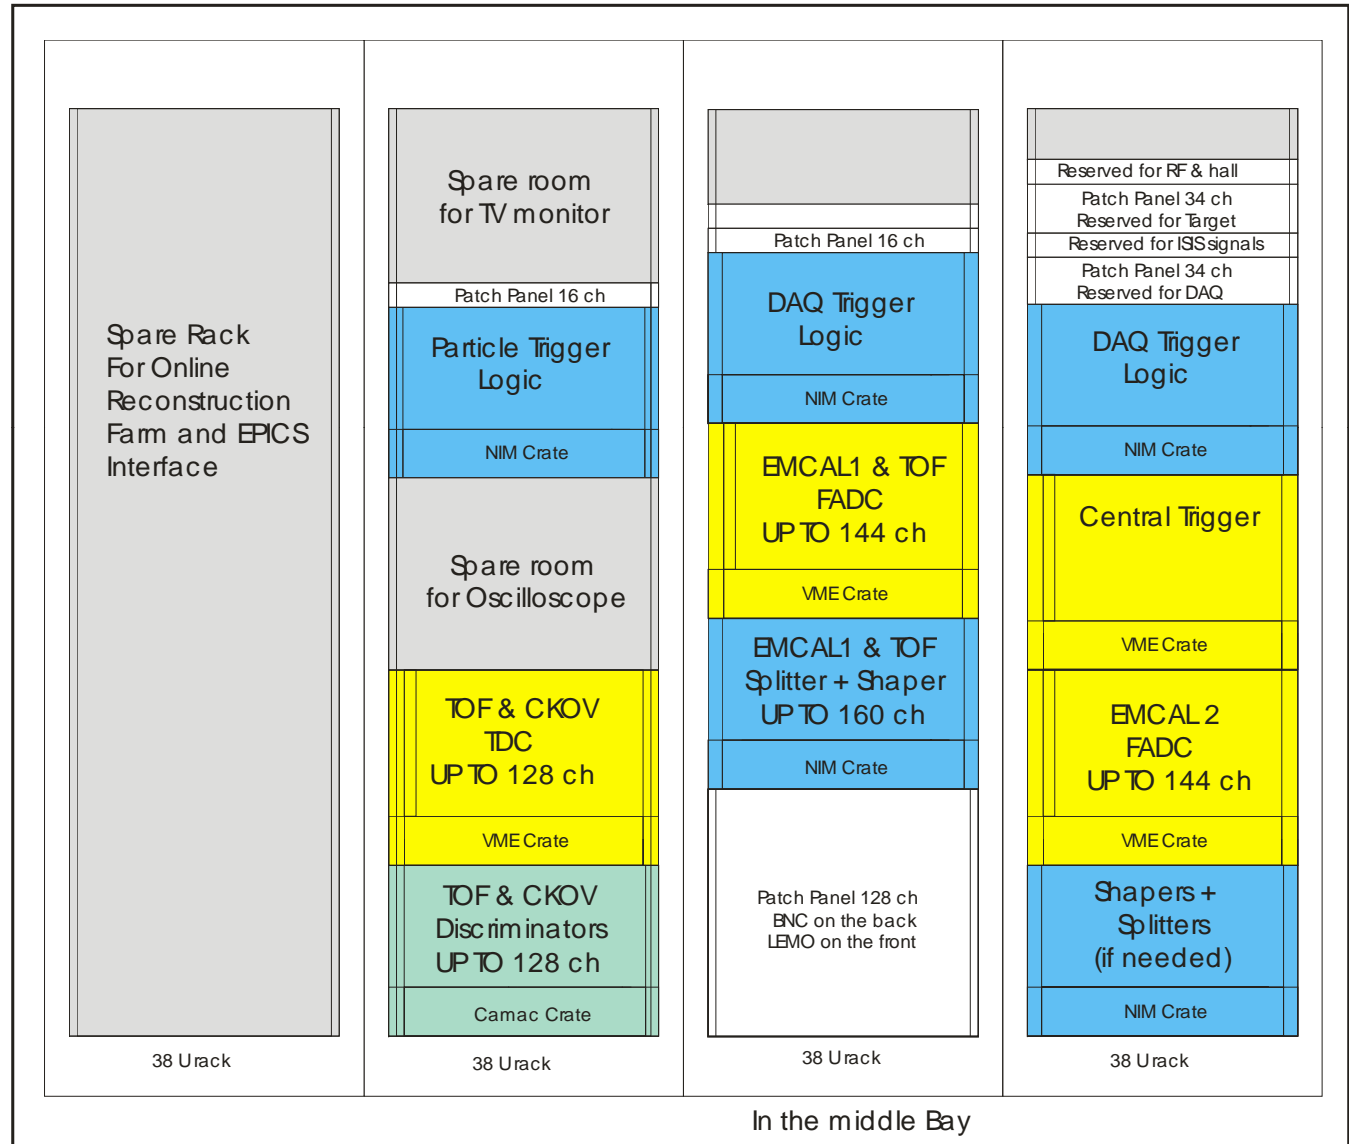 Spare Rack
For Online
Reconstruction
Farm and EPICS
Interface
38 U rack
Spare room
for TV monitor
Patch Panel 16 ch
Particle Trigger
Logic
NIM Crate
Spare room
for Oscilloscope
TOF & CKOV
TDC
UP TO 128 ch
VME Crate
TOF & CKOV
Discriminators
UP TO 128 ch
Camac Crate
38 U rack
Patch Panel 16 ch
DAQ Trigger
Logic
NIM Crate
EMCAL1 & TOF
FADC
UP TO 144 ch
VME Crate
EMCAL1 & TOF
Splitter + Shaper
UP TO 160 ch
NIM Crate
Patch Panel 128 ch
BNC on the back
LEMO on the front
38 U rack
Reserved for RF & hall
Patch Panel 34 ch
Reserved for Target
Reserved for ISIS signals
Patch Panel 34 ch
Reserved for DAQ
DAQ Trigger
Logic
NIM Crate
Central Trigger
VME Crate
EMCAL 2
FADC
UP TO 144 ch
VME Crate
Shapers +
Splitters
(if needed)
NIM Crate
38 U rack
In the middle Bay